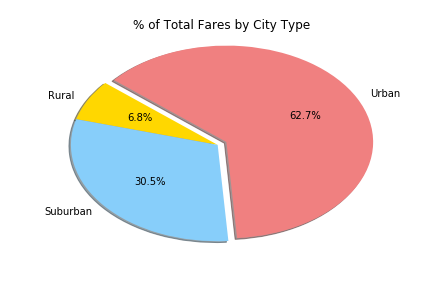 % of Total Fares by City Type
Urban
Rural
62.7%
6.8%
30.5%
Suburban